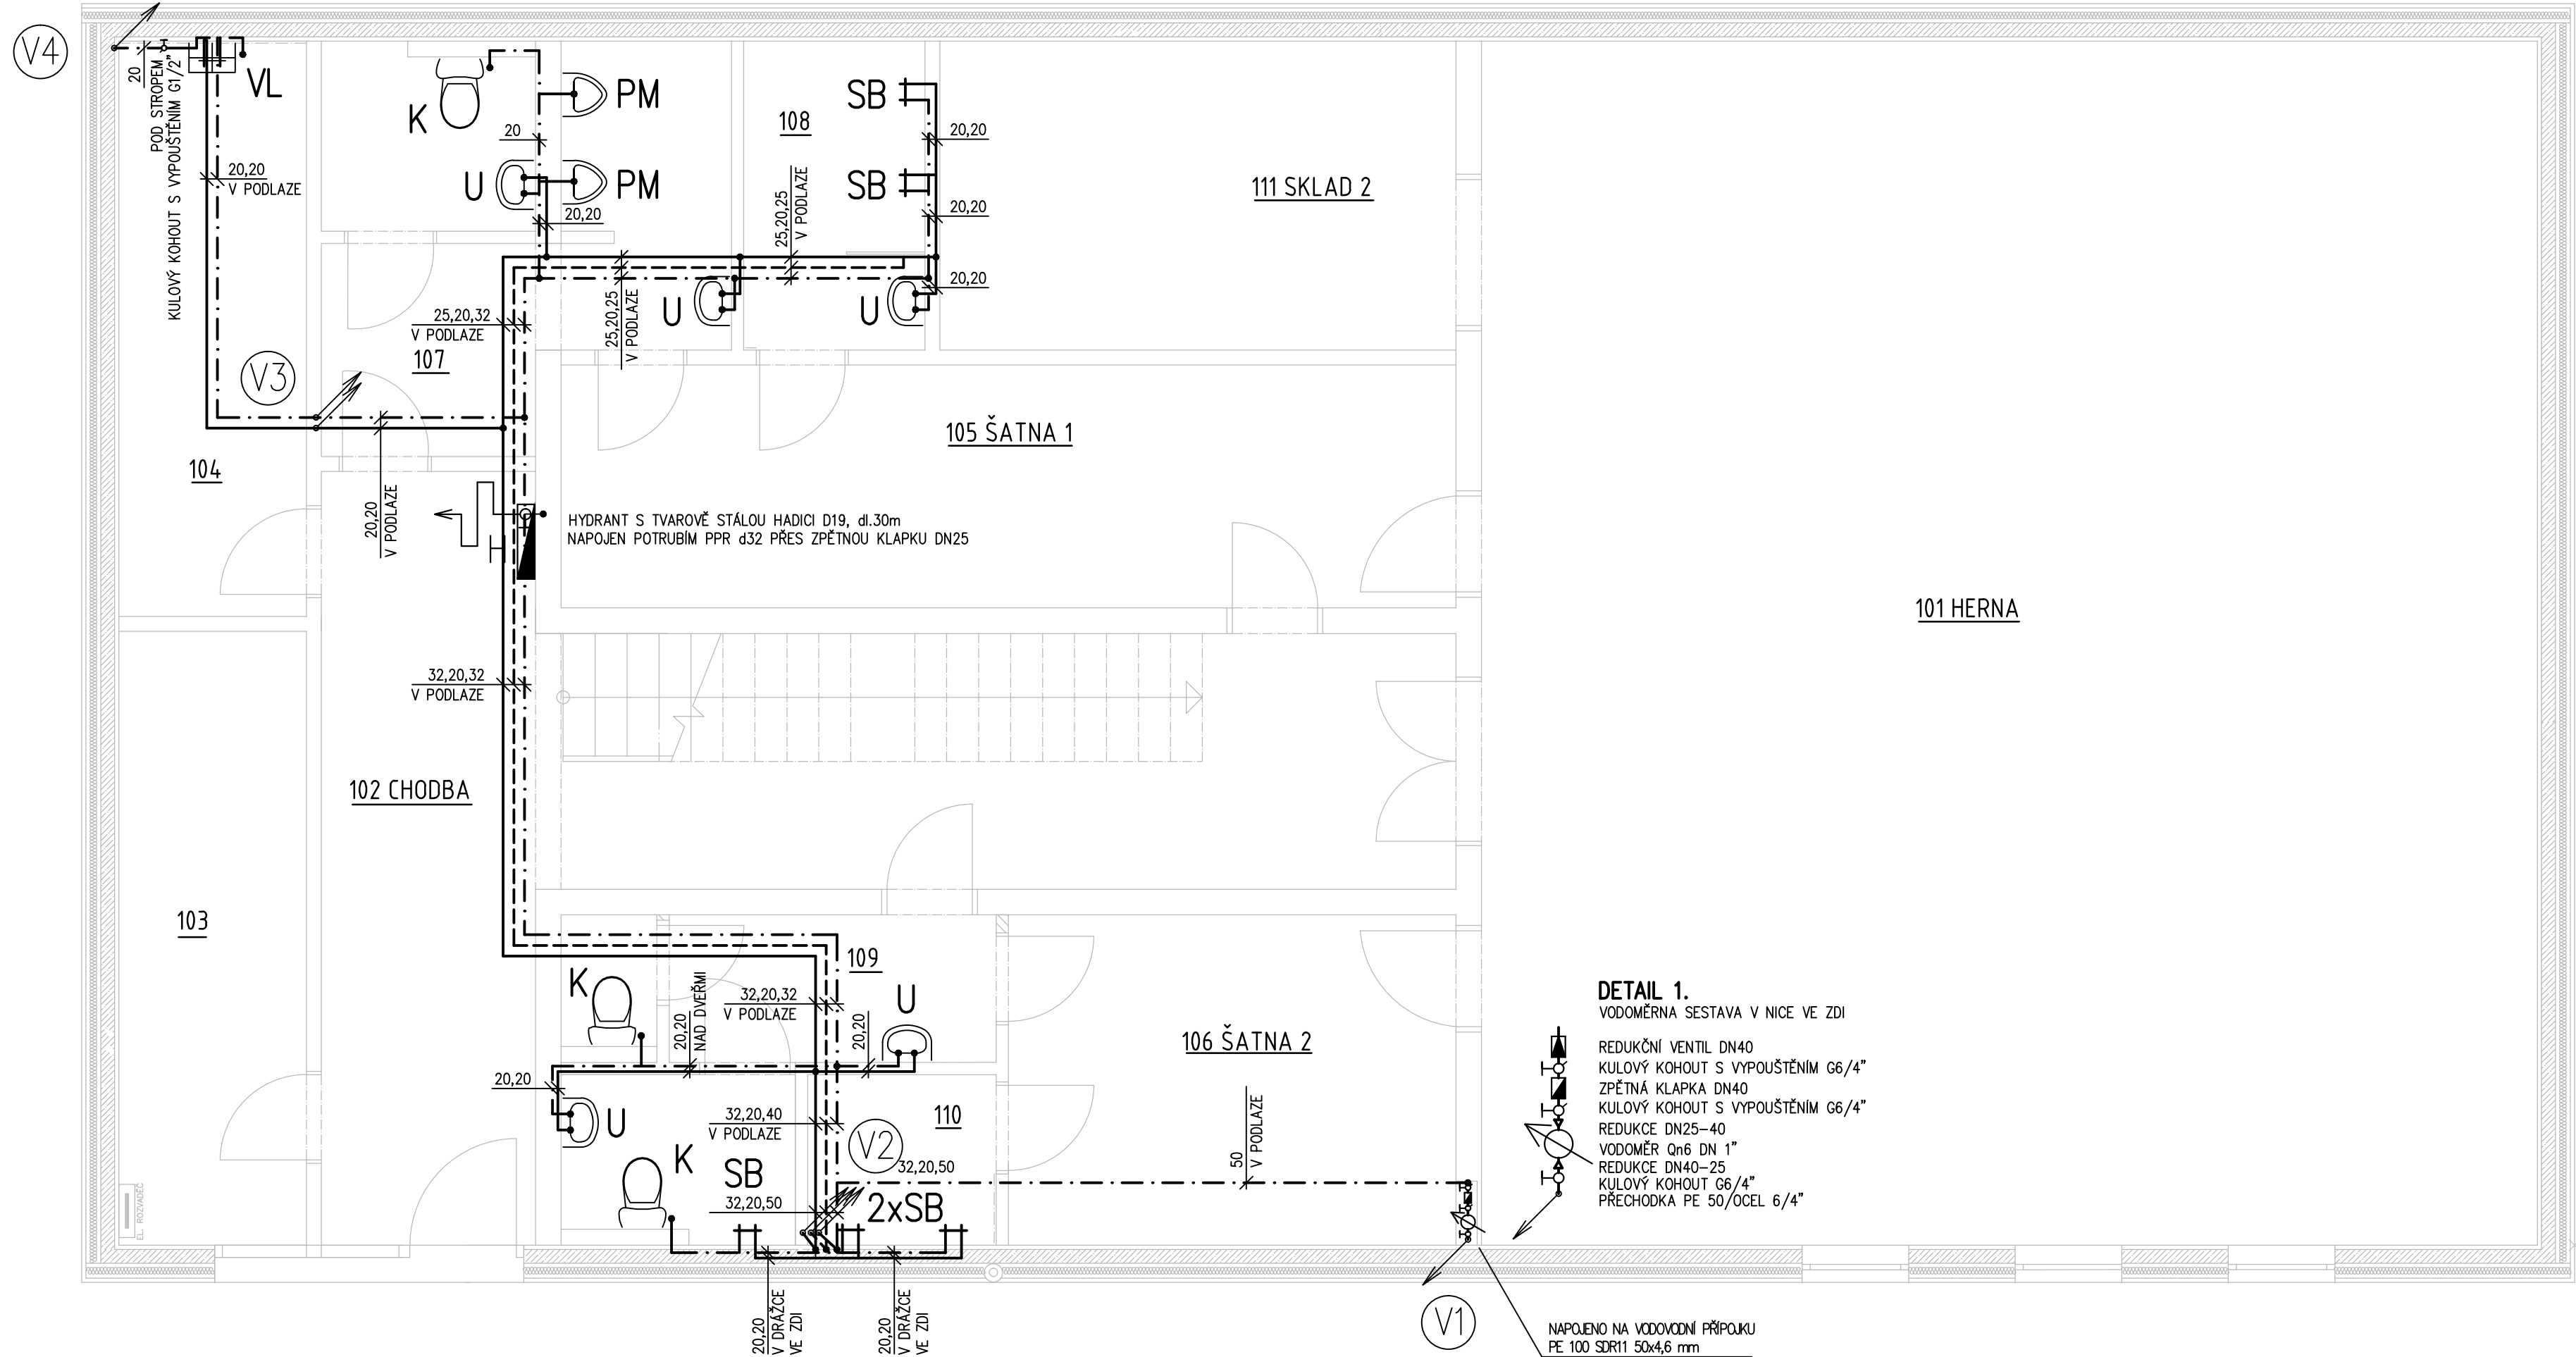 V4
20
POD STROPEM
KULOVÝ KOHOUT S VYPOUŠTĚNÍM G1/2"
VL
20,20
V PODLAZE
K
20
PM
U
PM
20,20
108
SB
20,20
SB
20,20
25,20,25
V PODLAZE
20,20
U
U
25,20,25
V PODLAZE
111 SKLAD 2
25,20,32
V PODLAZE
107
V3
104
20,20
V PODLAZE
105 ŠATNA 1
HYDRANT S TVAROVĚ STÁLOU HADICI D19, dl.30m
NAPOJEN POTRUBÍM PPR d32 PŘES ZPĚTNOU KLAPKU DN25
101 HERNA
32,20,32
V PODLAZE
102 CHODBA
103
109
K
20,20
NAD DVEŘMI
32,20,32
V PODLAZE
U
20,20
106 ŠATNA 2
20,20
U
32,20,40
V PODLAZE
110
V2
32,20,50
K
SB
32,20,50
2xSB
50
V PODLAZE
EL. ROZVADĚČ
20,20
V DRÁŽCE
VE ZDI
20,20
V DRÁŽCE
VE ZDI
DETAIL 1.
VODOMĚRNA SESTAVA V NICE VE ZDI
REDUKČNÍ VENTIL DN40
KULOVÝ KOHOUT S VYPOUŠTĚNÍM G6/4"
ZPĚTNÁ KLAPKA DN40
KULOVÝ KOHOUT S VYPOUŠTĚNÍM G6/4"
REDUKCE DN25-40
VODOMĚR Qn6 DN 1"
REDUKCE DN40-25
KULOVÝ KOHOUT G6/4"
PŘECHODKA PE 50/OCEL 6/4"
V1
NAPOJENO NA VODOVODNÍ PŘÍPOJKU
PE 100 SDR11 50x4,6 mm